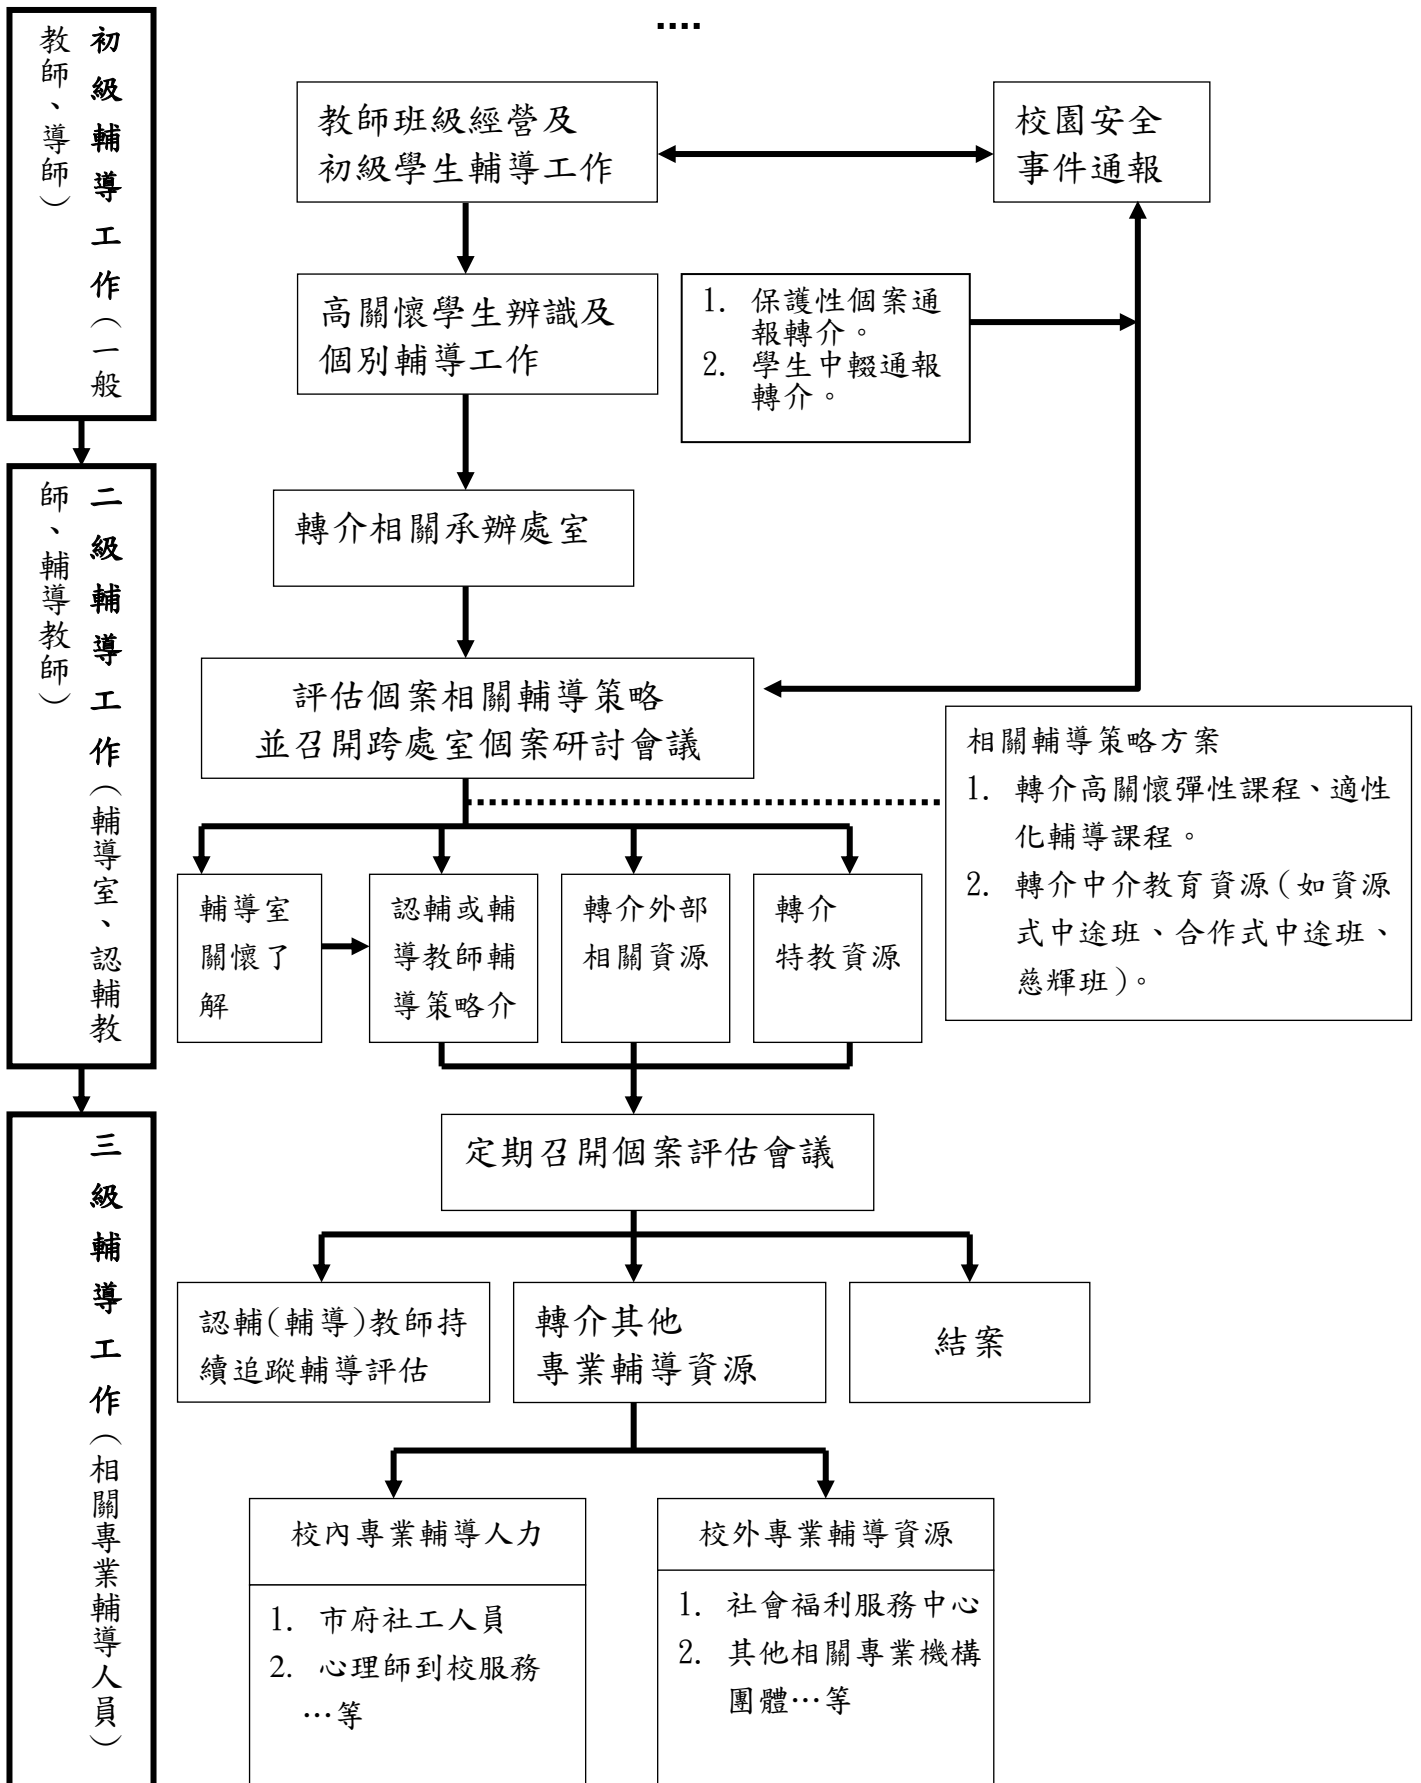 初級輔導工作（一般
教師、導師）
教師班級經營及
初級學生輔導工作
校園安全
事件通報
高關懷學生辨識及
個別輔導工作
1. 保護性個案通
報轉介。
2. 學生中輟通報
轉介。
二級輔導工作（輔導室、認輔教
師、輔導教師）
轉介相關承辦處室
評估個案相關輔導策略
並召開跨處室個案研討會議
相關輔導策略方案
1. 轉介高關懷彈性課程、適性
化輔導課程。
2. 轉介中介教育資源(如資源
式中途班、合作式中途班、
慈輝班)。
輔導室
關懷了
解
認輔或輔
導教師輔
導策略介
轉介外部
相關資源
轉介
特教資源
三級輔導工作（相關專業輔導人員）
定期召開個案評估會議
認輔(輔導)教師持
續追蹤輔導評估
轉介其他
專業輔導資源
結案
校內專業輔導人力
1. 市府社工人員
2. 心理師到校服務
…等
校外專業輔導資源
1. 社會福利服務中心
2. 其他相關專業機構
團體…等